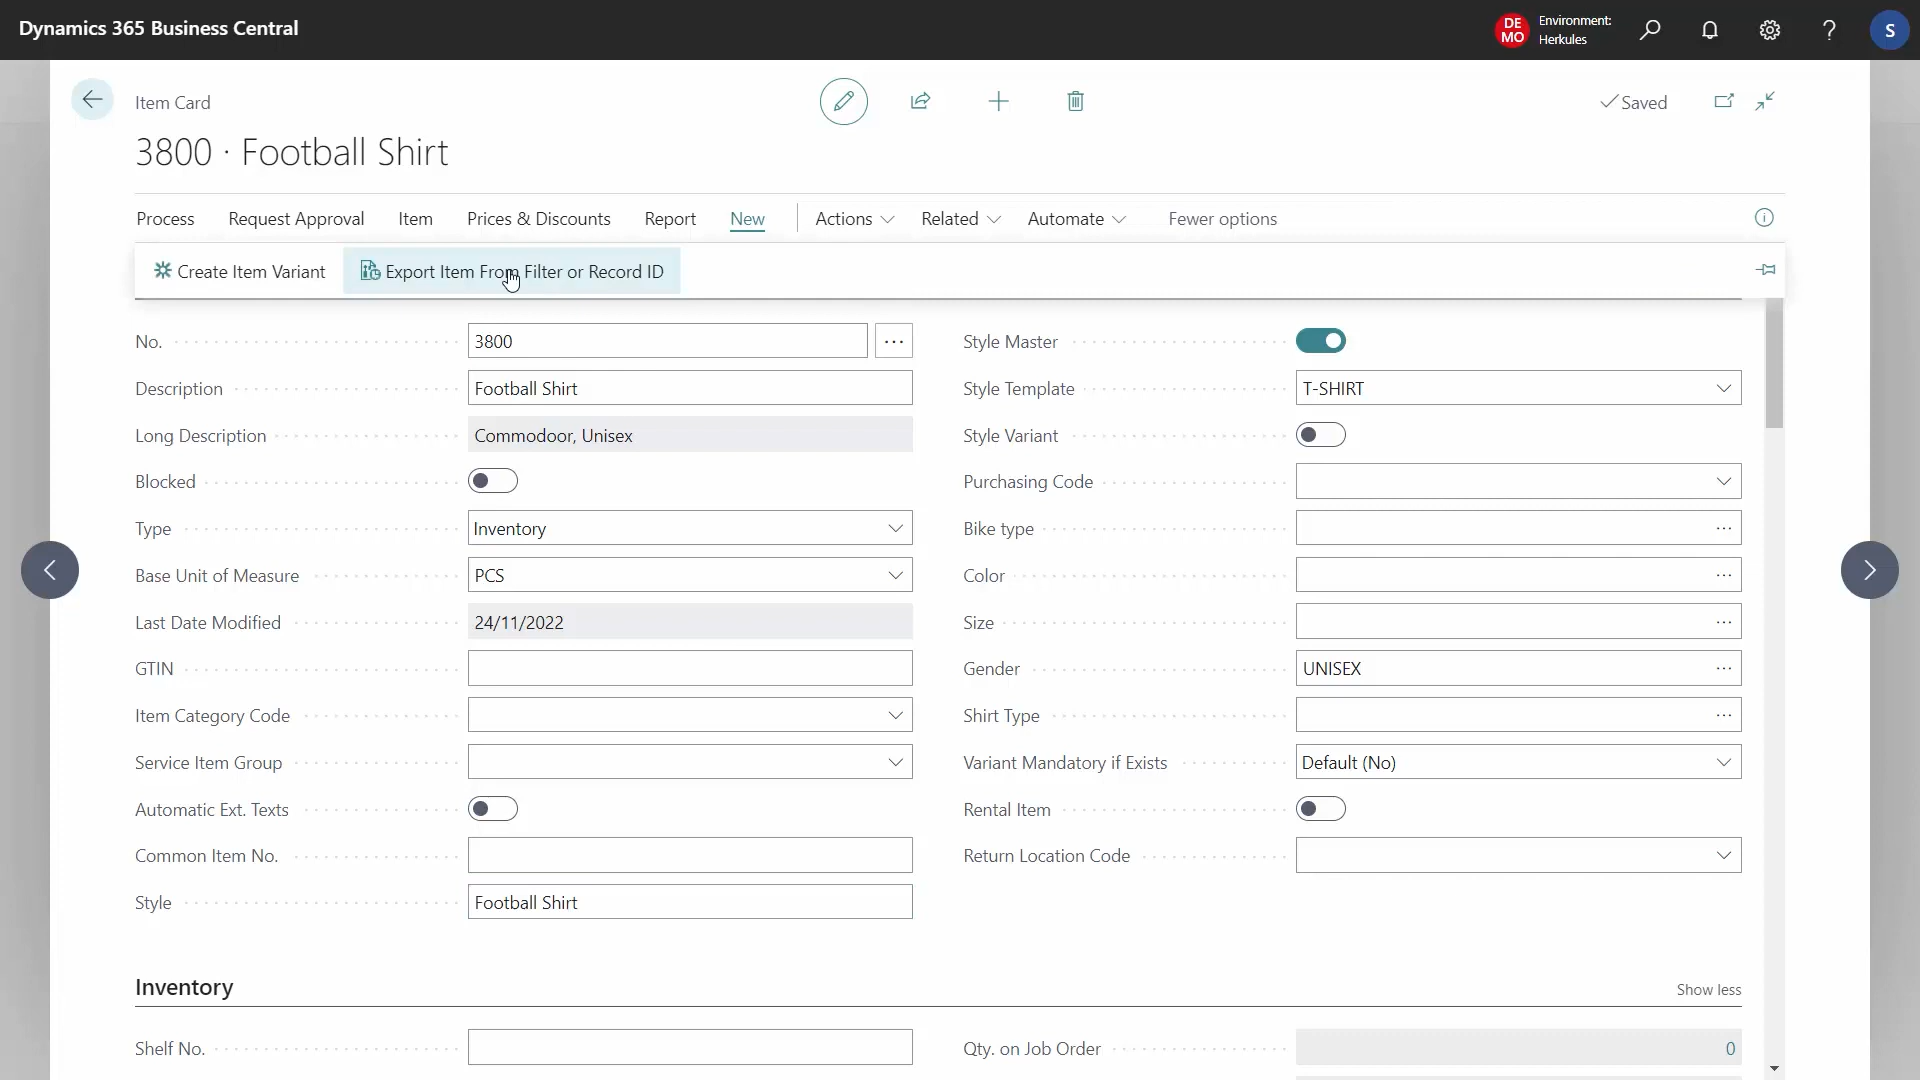 Dynamics 365 Business Central
DE
MO
Environment:
Herkules
?
S
Item Card
Saved
3800 · Football Shirt
Process Request Approval Item Prices & Discounts Report New Actions Related Automate Fewer options
Create Item Variant Export Item From Filter or Record ID
No. 3800 ...
Style Master
Description Football Shirt
Style Template T-SHIRT
Long Description Commodoor, Unisex
Style Variant
Blocked
Purchasing Code
Type Inventory
Bike type ...
Base Unit of Measure PCS
Color ...
Last Date Modified 24/11/2022
Size ...
GTIN
Gender UNISEX ...
Item Category Code
Shirt Type ...
Service Item Group
Variant Mandatory if Exists Default (No)
Automatic Ext. Texts
Rental Item
Common Item No.
Return Location Code
Style Football Shirt
Inventory
Show less
Shelf No.
Qty. on Job Order 0